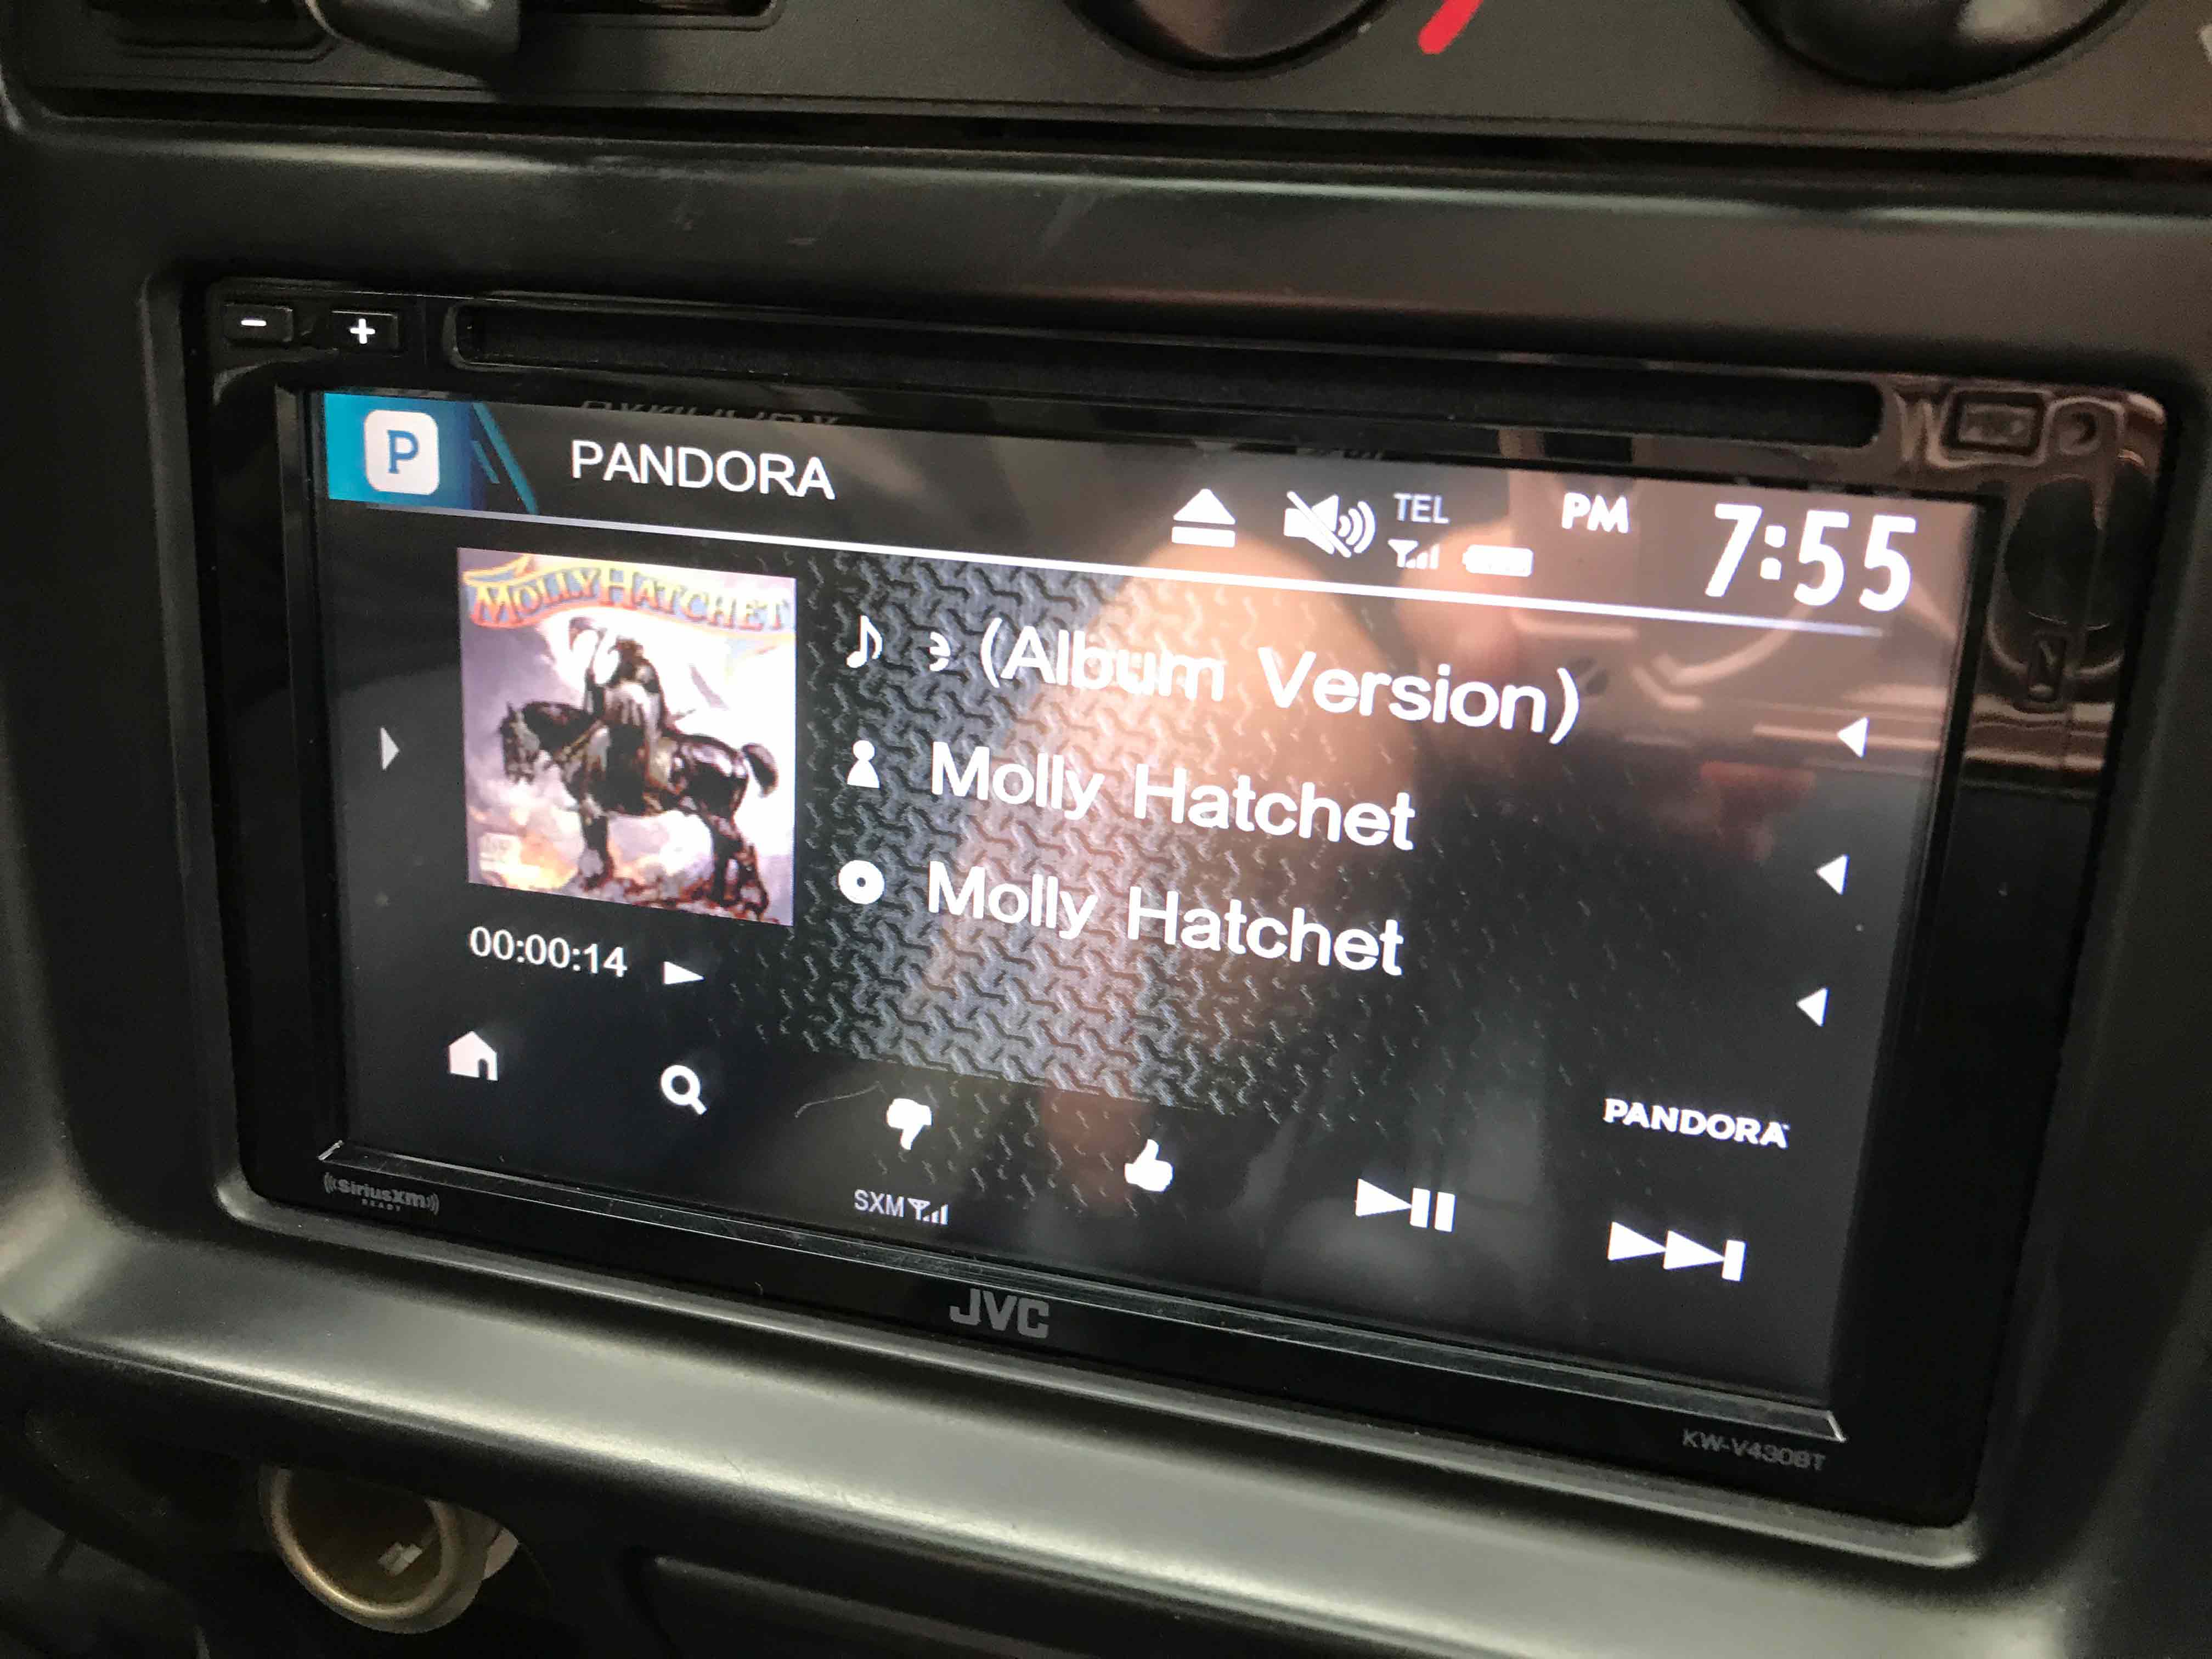 - +
P
PANDORA
TEL
PM 7:55
MOLLY HATCHET
(Album Version)
Molly Hatchet
Molly Hatchet
00:00:14
PANDORA
SXM
((SiriusXM))
READY
JVC
KW-V430BT